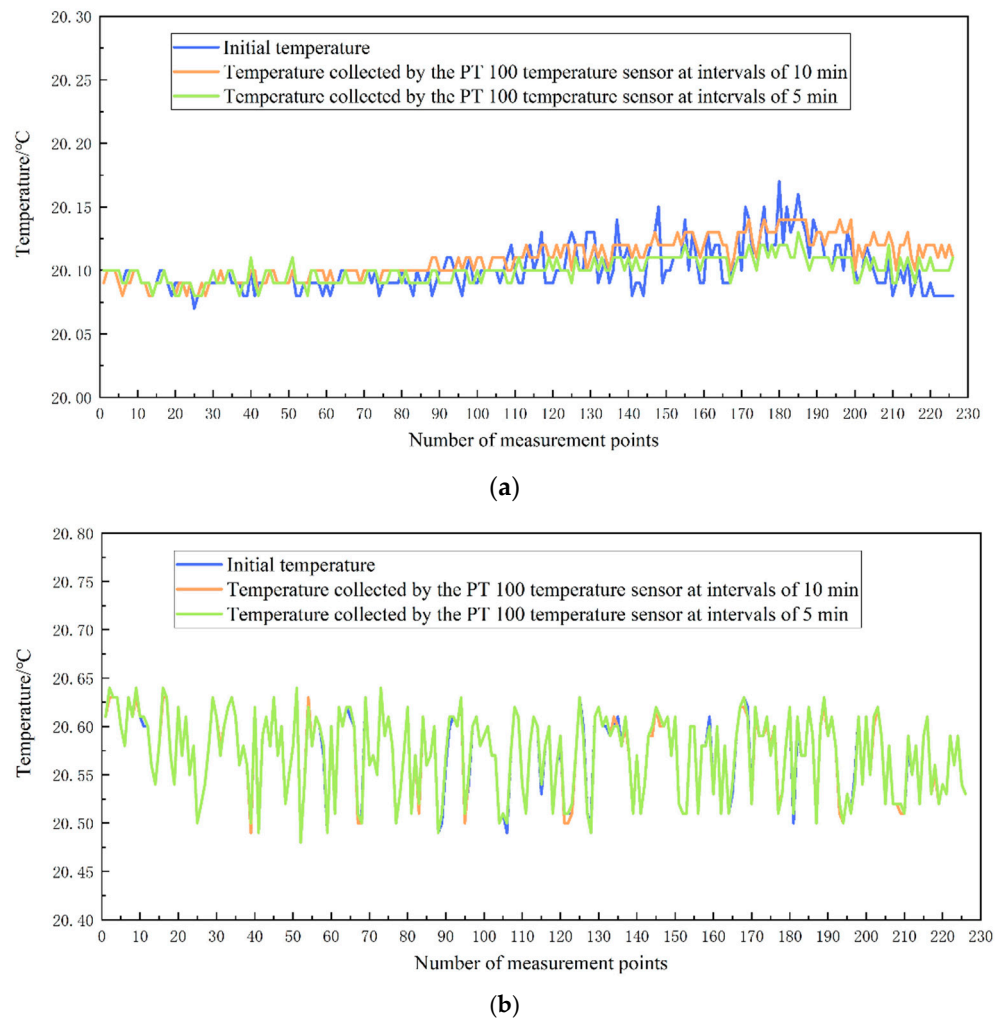 20.30
Initial temperature
20.25
Temperature collected by the PT 100 temperature sensor at intervals of 10 min
Temperature collected by the PT 100 temperature sensor at intervals of 5 min
20.20
Temperature/℃
20.15
20.10
20.05
20.00
0 10 20 30 40 50 60 70 80 90 100 110 120 130 140 150 160 170 180 190 200 210 220 230
Number of measurement points
(a)
20.80
Initial temperature
20.75
Temperature collected by the PT 100 temperature sensor at intervals of 10 min
Temperature collected by the PT 100 temperature sensor at intervals of 5 min
20.70
20.65
Temperature/℃
20.60
20.55
20.50
20.45
20.40
0 10 20 30 40 50 60 70 80 90 100 110 120 130 140 150 160 170 180 190 200 210 220 230
Number of measurement points
(b)